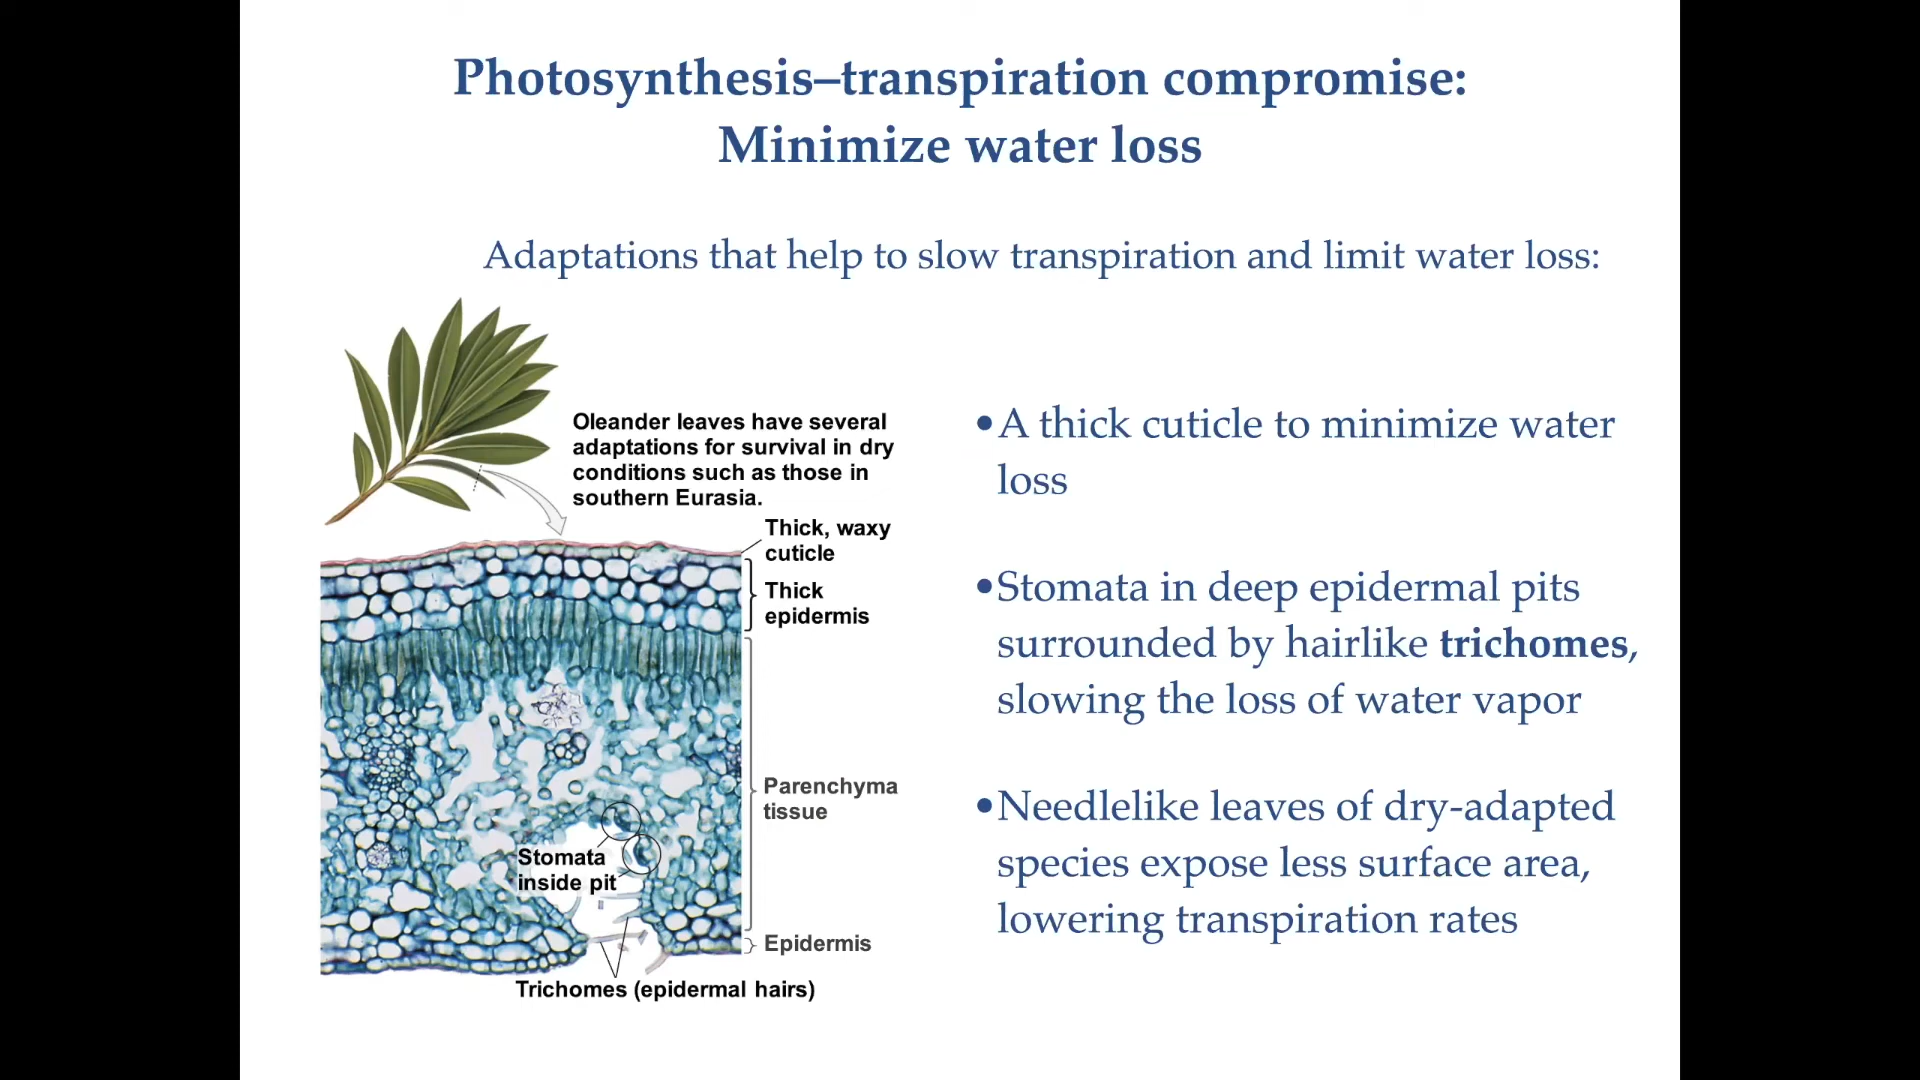 Photosynthesis–transpiration compromise:
Minimize water loss
Adaptations that help to slow transpiration and limit water loss:
Oleander leaves have several
adaptations for survival in dry
conditions such as those in
southern Eurasia.
Thick, waxy
cuticle
Thick
epidermis
Parenchyma
tissue
Stomata
inside pit
Epidermis
Trichomes (epidermal hairs)
•A thick cuticle to minimize water
loss
•Stomata in deep epidermal pits
surrounded by hairlike trichomes,
slowing the loss of water vapor
•Needlelike leaves of dry-adapted
species expose less surface area,
lowering transpiration rates